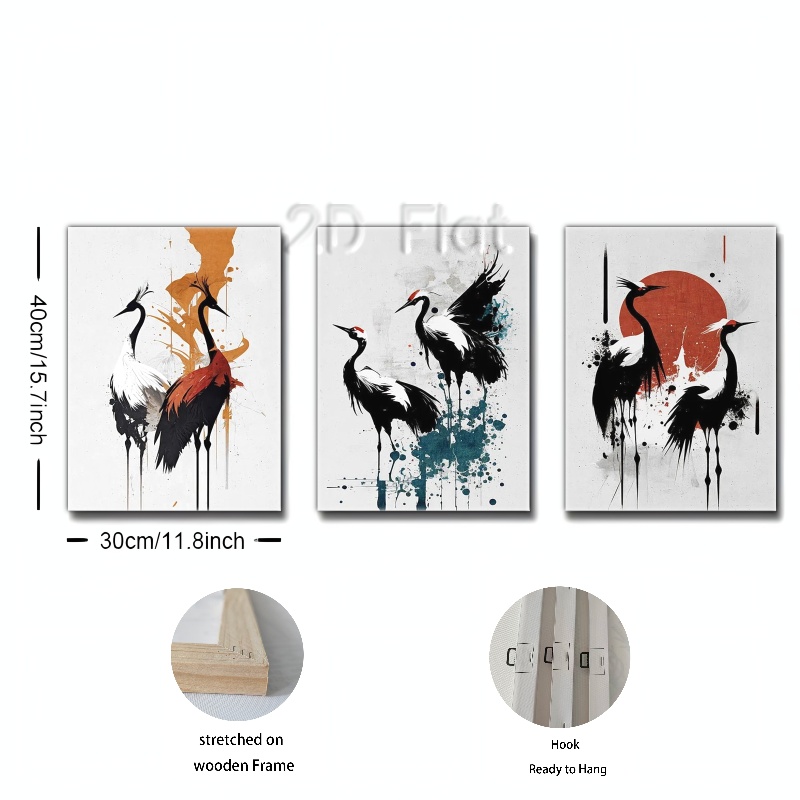 2D Flat
40cm/15.7inch
30cm/11.8inch
stretched on
wooden Frame
Hook
Ready to Hang